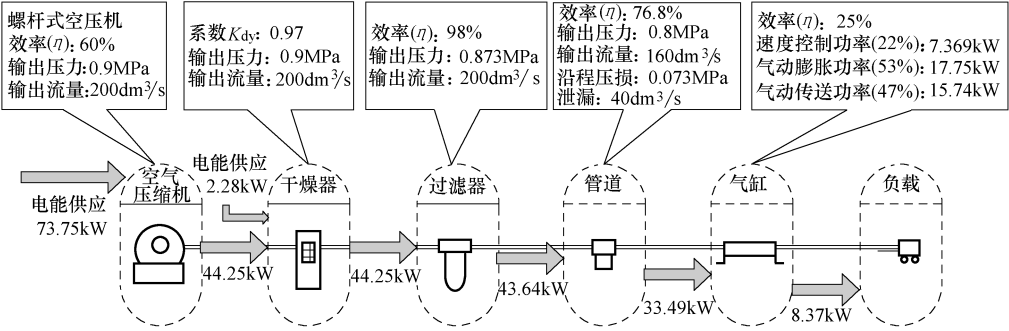 螺杆式空压机
效率(η): 60%
输出压力:0.9MPa
输出流量:200dm³/s
系数Kdy: 0.97
输出压力: 0.9MPa
输出流量: 200dm³/s
效率(η): 98%
输出压力: 0.873MPa
输出流量: 200dm³/s
效率(η): 76.8%
输出压力: 0.8MPa
输出流量: 160dm³/s
沿程压损: 0.073MPa
泄漏: 40dm³/s
效率(η): 25%
速度控制功率(22%): 7.369kW
气动膨胀功率(53%): 17.75kW
气动传送功率(47%): 15.74kW
电能供应
73.75kW
空气
压缩机
电能供应
2.28kW
干燥器
过滤器
管道
气缸
负载
44.25kW
44.25kW
43.64kW
33.49kW
8.37kW